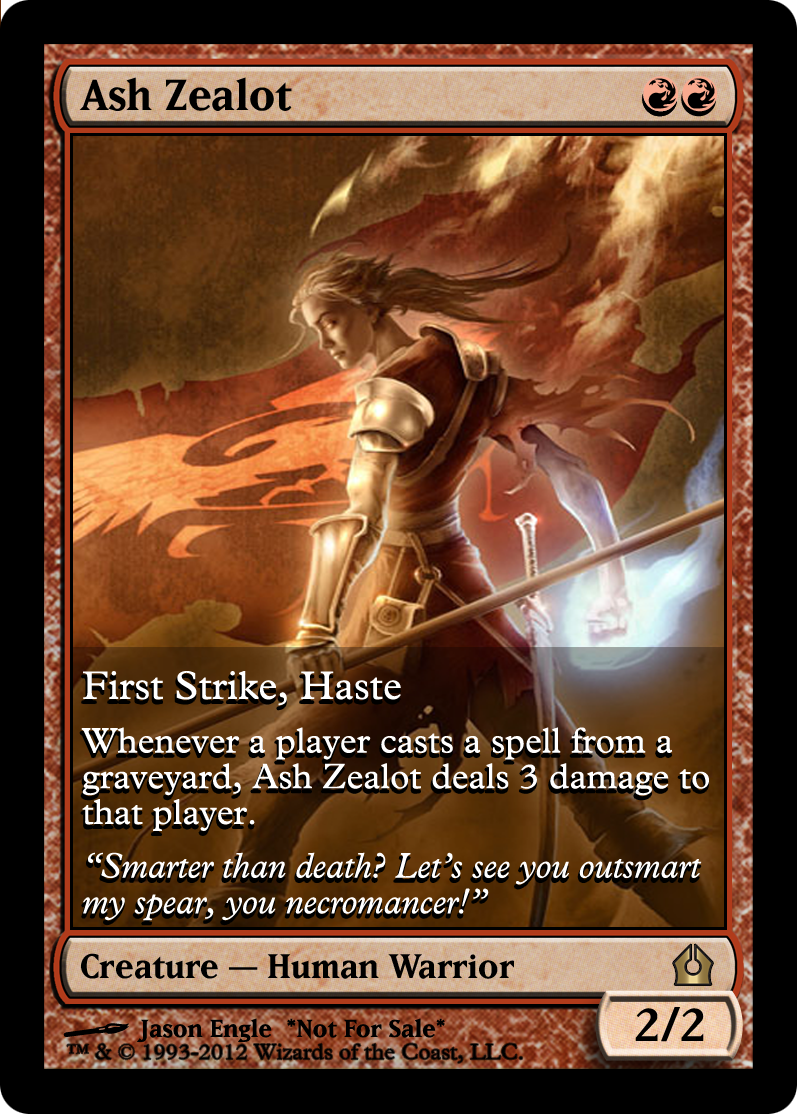 Ash Zealot
First Strike, Haste
Whenever a player casts a spell from a
graveyard, Ash Zealot deals 3 damage to
that player.
“Smarter than death? Let’s see you outsmart
my spear, you necromancer!”
Creature — Human Warrior
2/2
Jason Engle *Not For Sale*
™ & © 1993-2012 Wizards of the Coast, LLC.